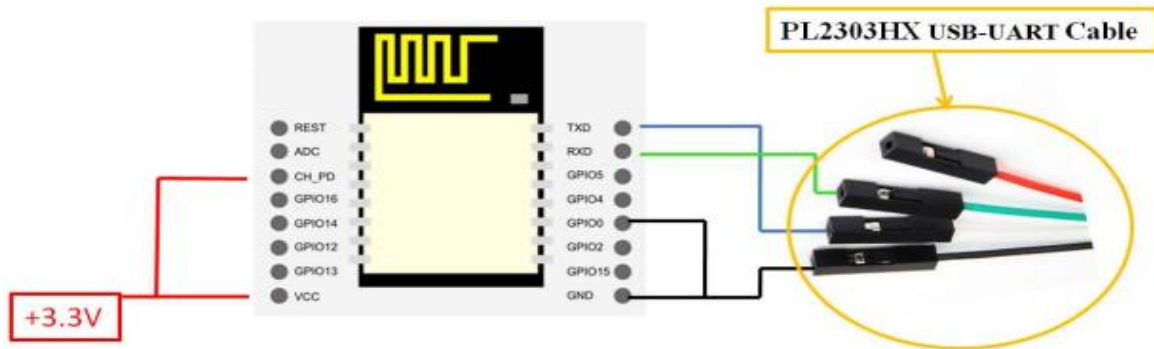 PL2303HX USB-UART Cable
REST
ADC
CH_PD
GPIO16
GPIO14
GPIO12
GPIO13
VCC
TXD
RXD
GPIO5
GPIO4
GPIO0
GPIO2
GPIO15
GND
+3.3V